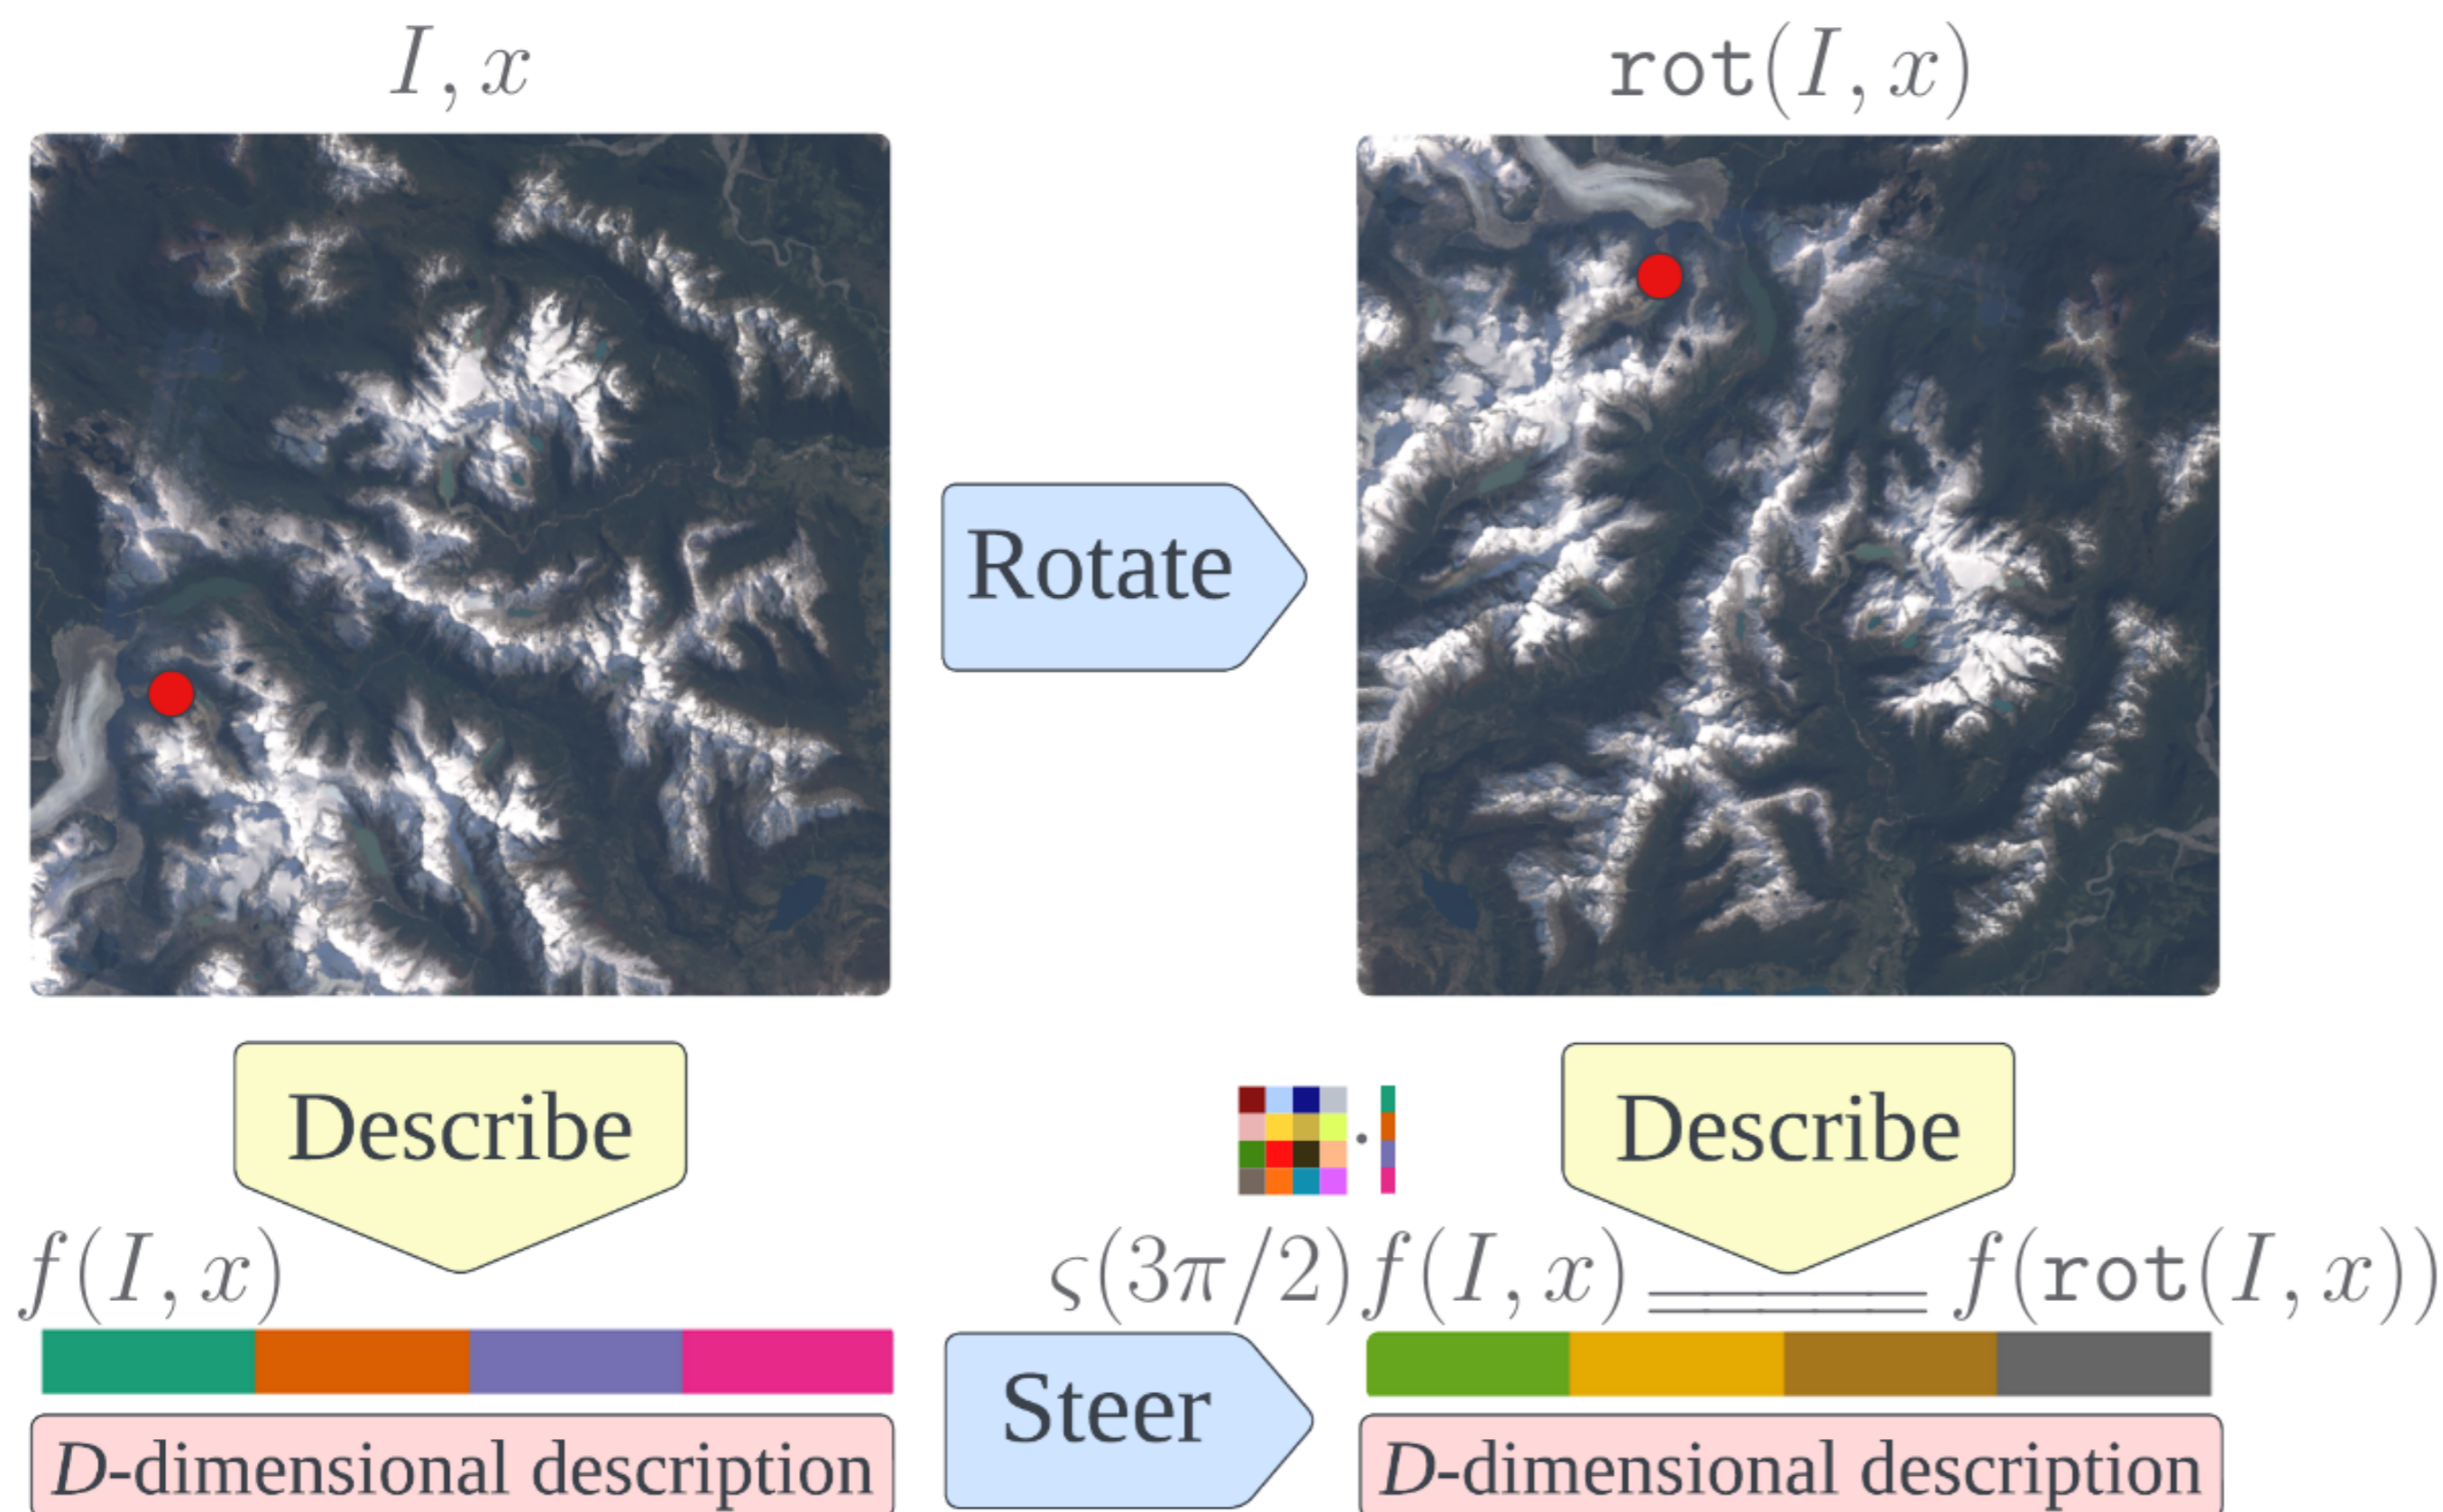 I, x
rot(I, x)
Rotate
Describe
Describe
f(I, x)
ς(3π/2)f(I, x) = f(rot(I, x))
Steer
D-dimensional description
D-dimensional description